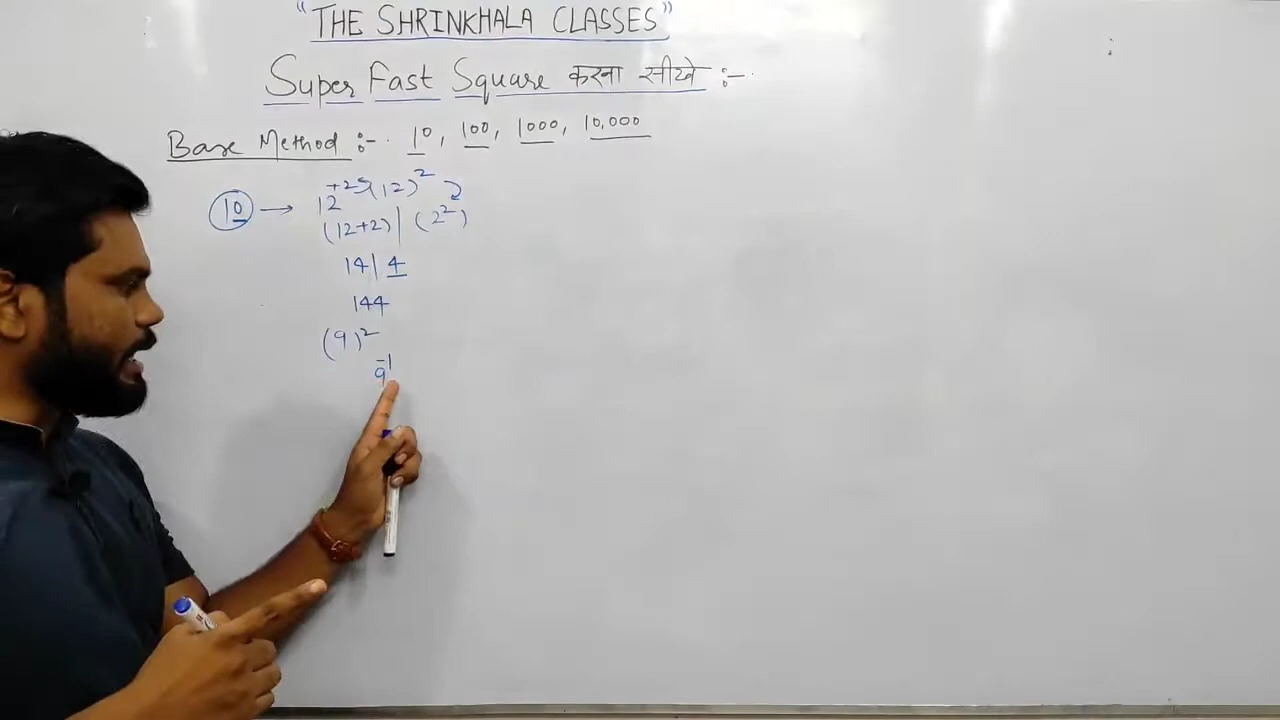 "THE SHRINKHALA CLASSES"
Super Fast Square करना सीखे :-
Base Method :- 10, 100, 1000, 10,000
10 → 12⁺² (12)²
(12+2) | (2²)
14 | 4
144
(9)²
9⁻¹